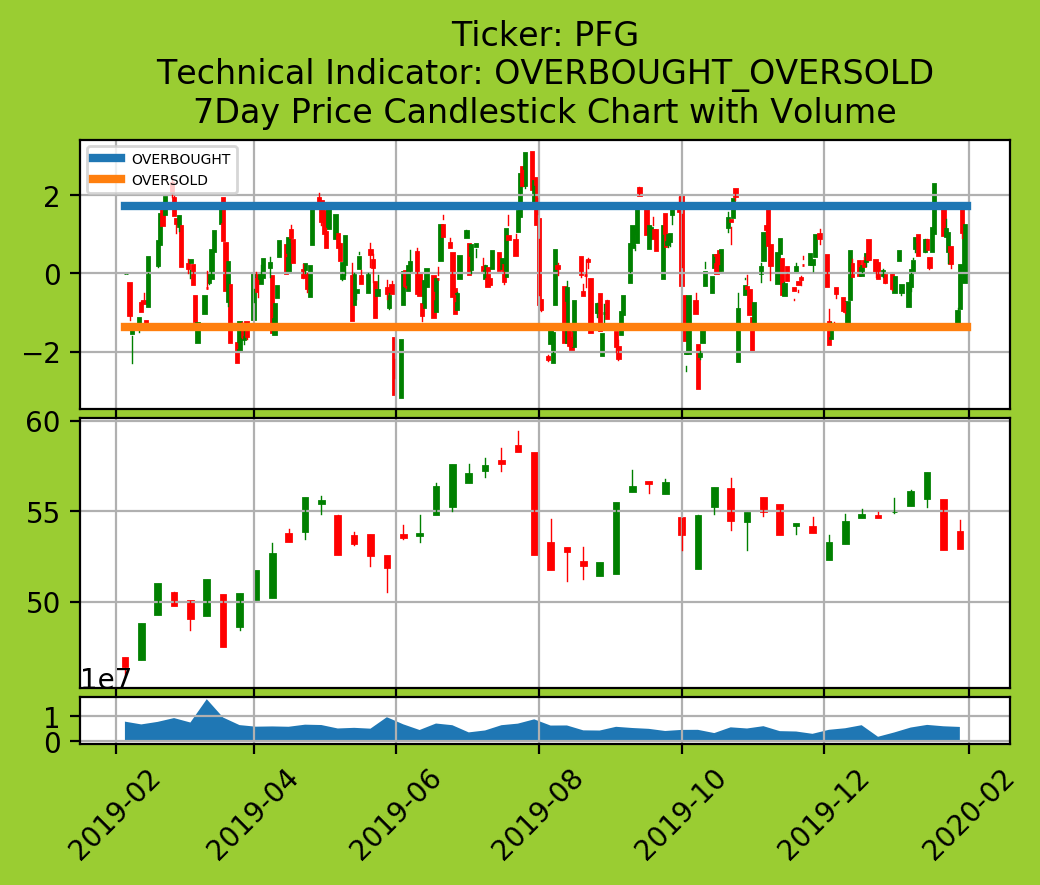 Ticker: PFG
Technical Indicator: OVERBOUGHT_OVERSOLD
7Day Price Candlestick Chart with Volume
OVERBOUGHT
OVERSOLD
2
0
−2
60
55
50
1e7
1
0
2019-02
2019-04
2019-06
2019-08
2019-10
2019-12
2020-02